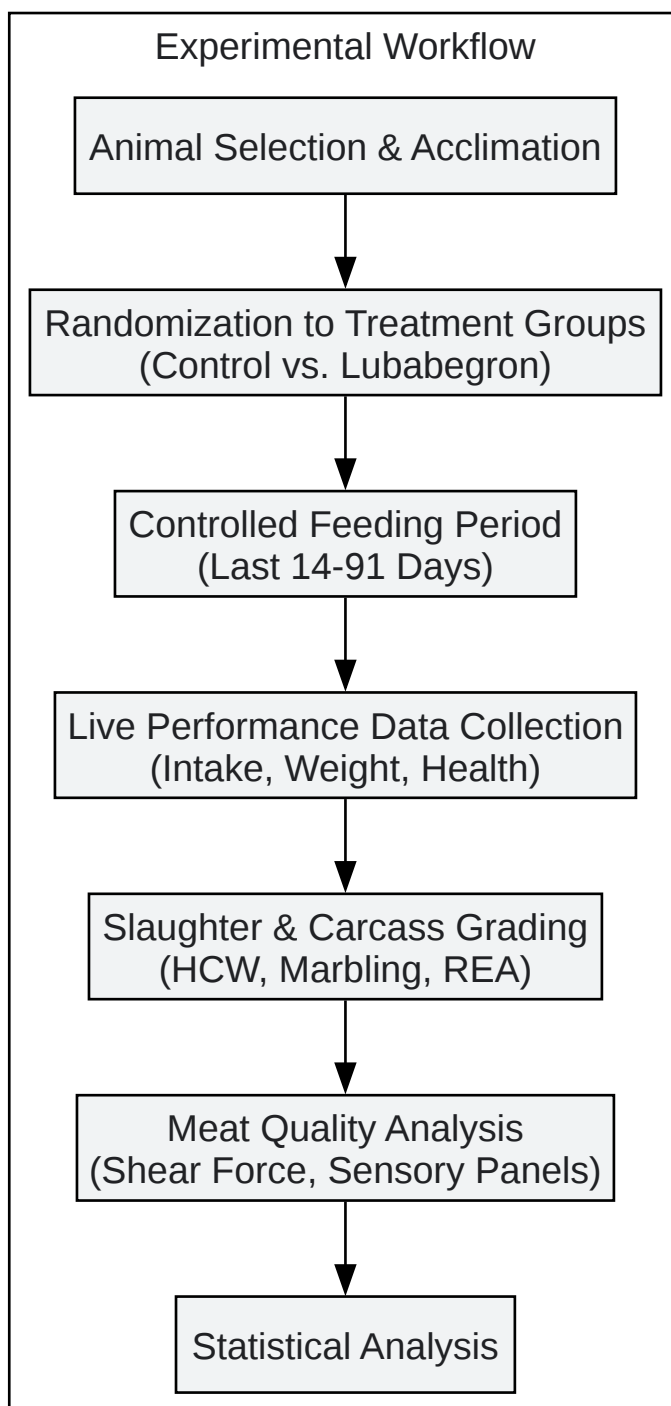 Experimental Workflow
Animal Selection & Acclimation
Randomization to Treatment Groups
(Control vs. Lubabegron)
Controlled Feeding Period
(Last 14-91 Days)
Live Performance Data Collection
(Intake, Weight, Health)
Slaughter & Carcass Grading
(HCW, Marbling, REA)
Meat Quality Analysis
(Shear Force, Sensory Panels)
Statistical Analysis